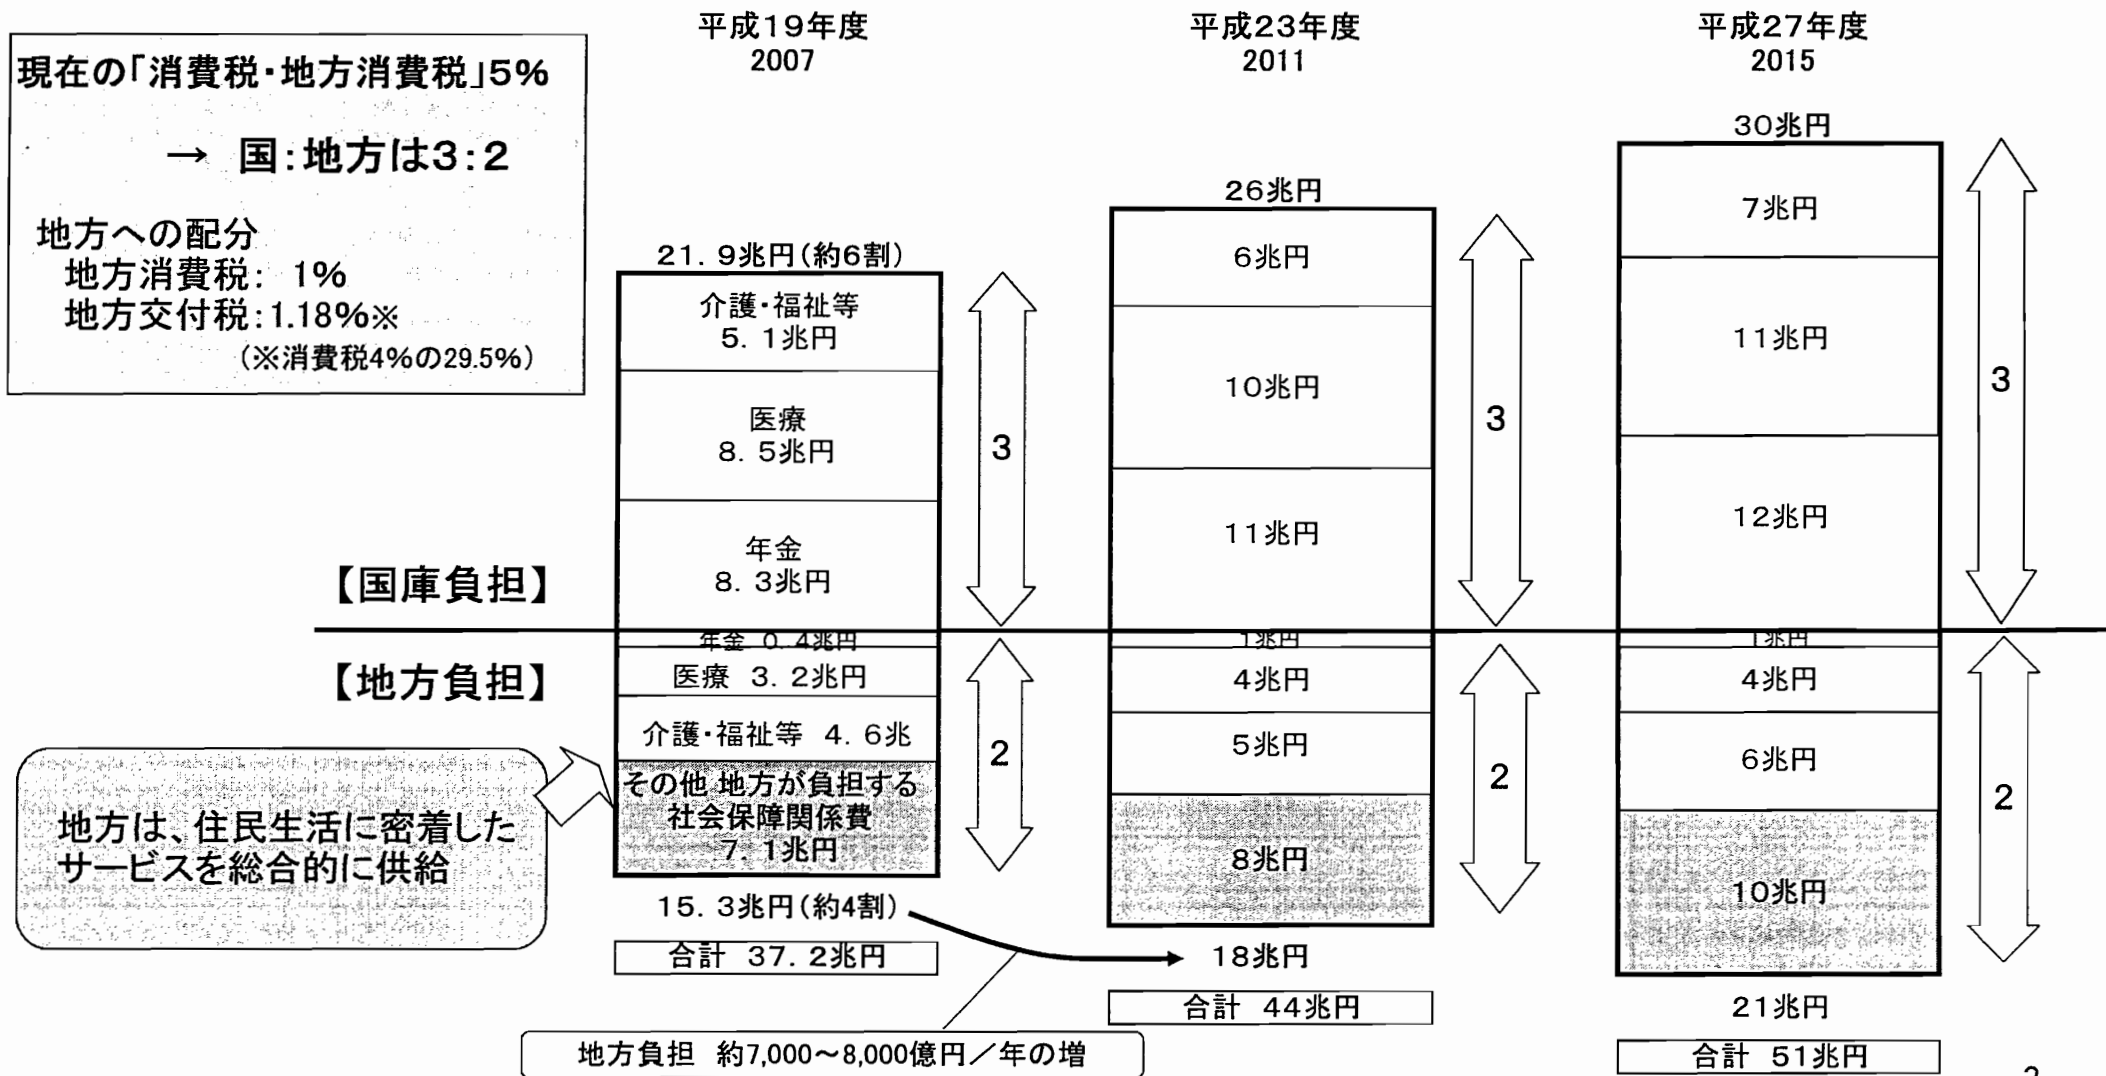 平成19年度
2007
平成23年度
2011
平成27年度
2015
現在の「消費税・地方消費税」5%
→ 国:地方は3:2
地方への配分
地方消費税: 1%
地方交付税:1.18%※
(※消費税4%の29.5%)
21. 9兆円(約6割)
介護・福祉等
5. 1兆円
医療
8. 5兆円
年金
8. 3兆円
3
26兆円
6兆円
10兆円
11兆円
3
30兆円
7兆円
11兆円
12兆円
3
【国庫負担】
【地方負担】
年金 0. 4兆円
医療 3. 2兆円
介護・福祉等 4. 6兆
その他 地方が負担する
社会保障関係費
7. 1兆円
2
1兆円
4兆円
5兆円
8兆円
2
1兆円
4兆円
6兆円
10兆円
2
地方は、住民生活に密着した
サービスを総合的に供給
15. 3兆円(約4割)
合計 37. 2兆円
18兆円
合計 44兆円
21兆円
合計 51兆円
地方負担 約7,000~8,000億円/年の増